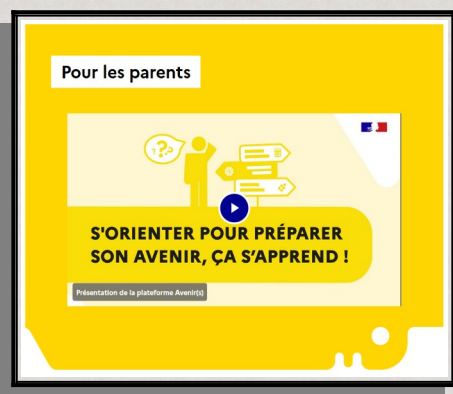 Pour les parents
S'ORIENTER POUR PRÉPARER
SON AVENIR, ÇA S'APPREND !
Présentation de la plateforme Avenir(s)